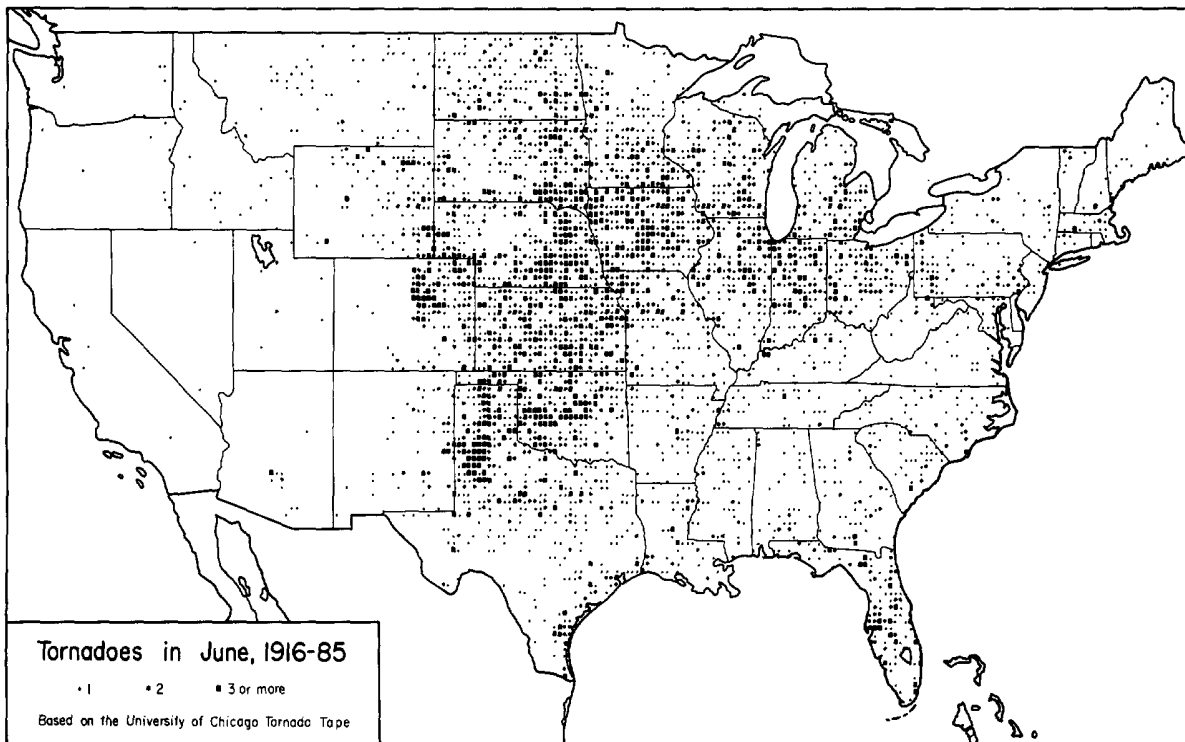 Tornadoes in June, 1916-85
1 2 3 or more
Based on the University of Chicago Tornado Tape